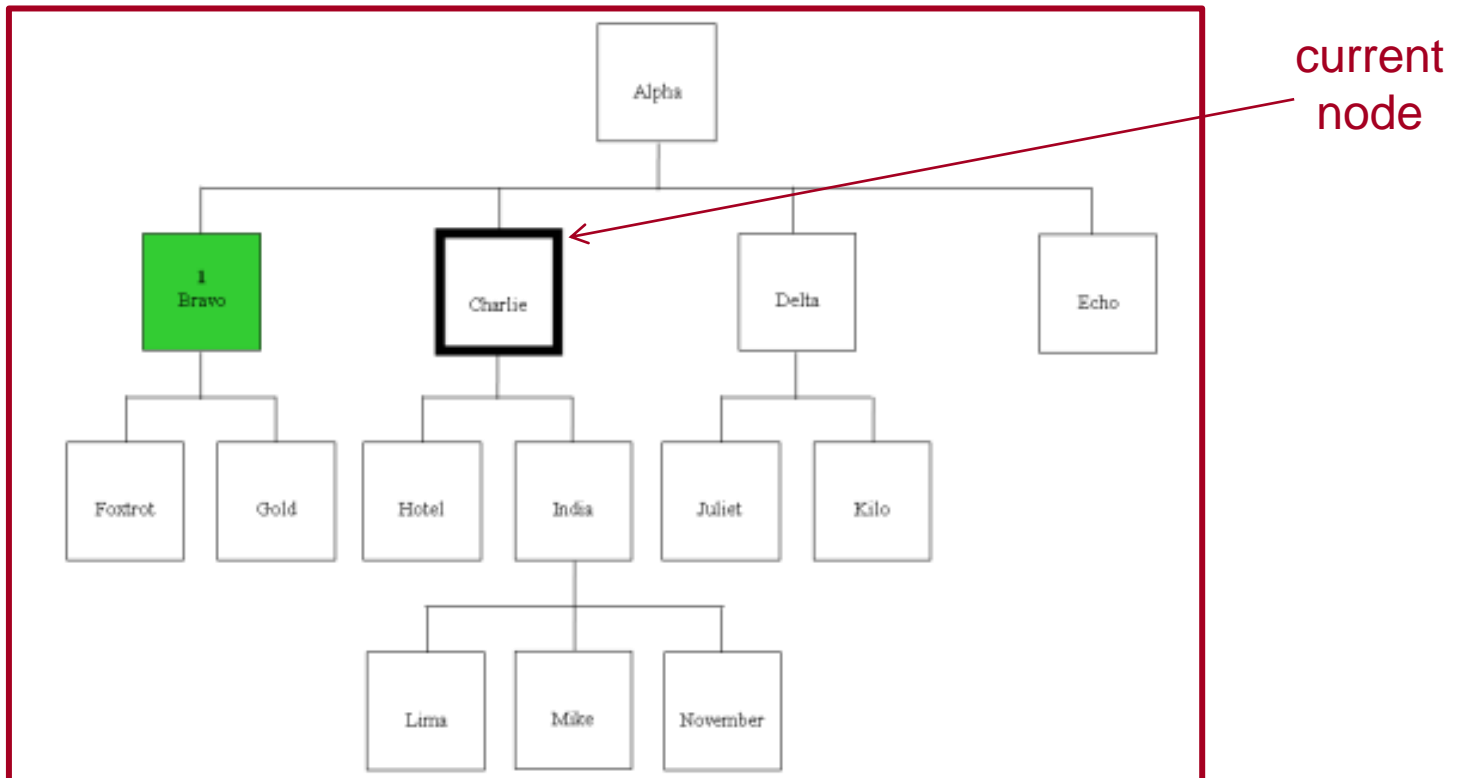 current
node
Alpha
1
Bravo
Charlie
Delta
Echo
Foxtrot
Gold
Hotel
India
Juliet
Kilo
Lima
Mike
November